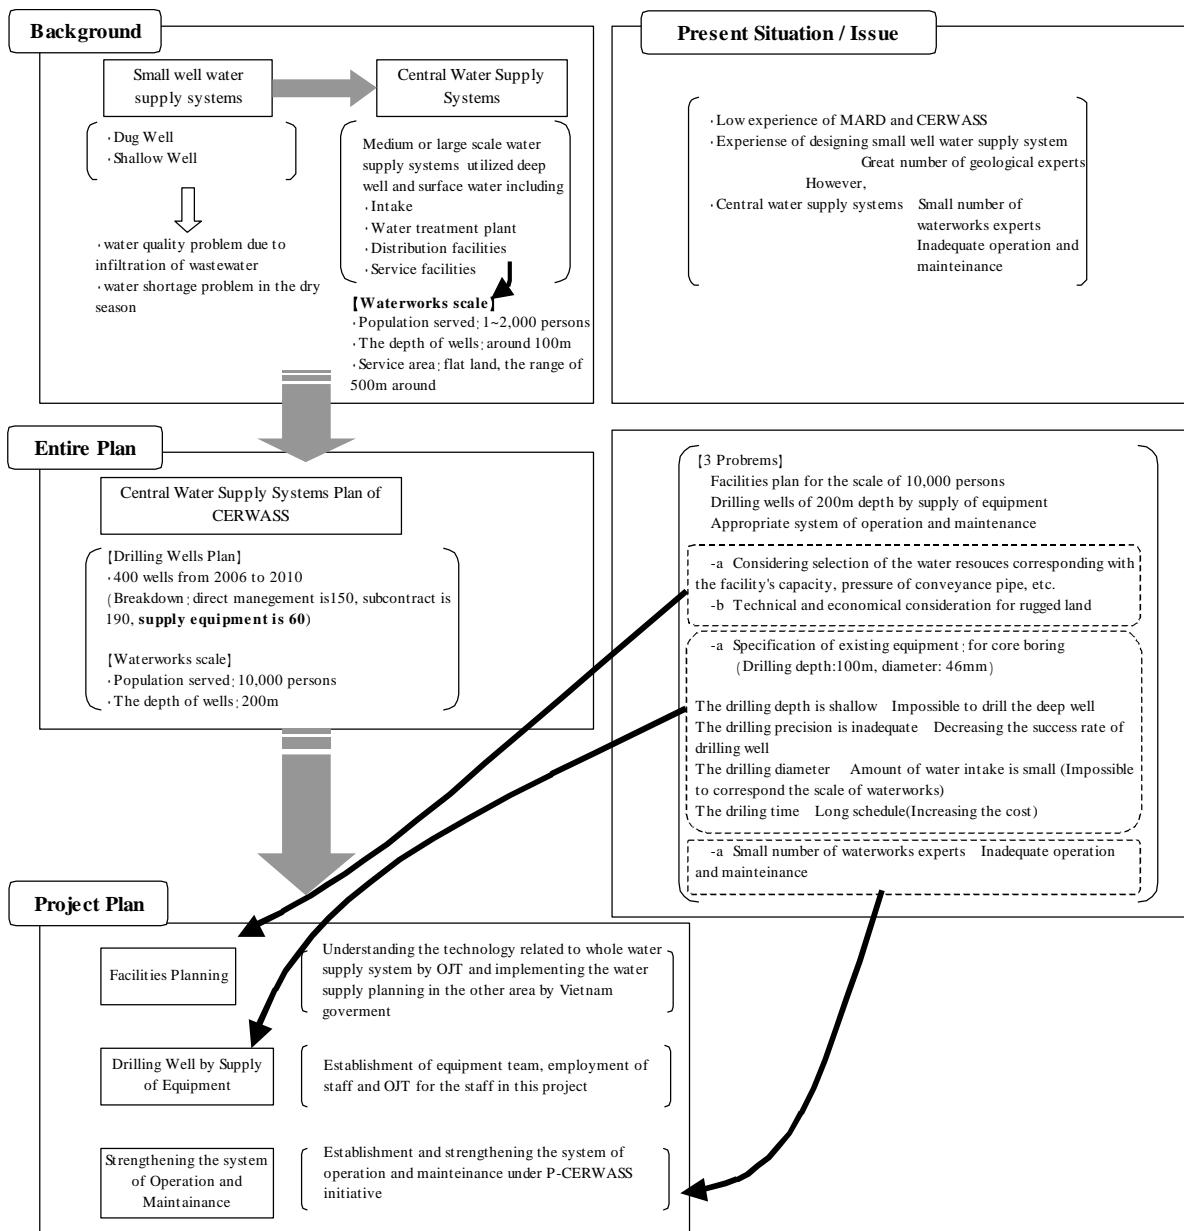 Background
Small well water
supply systems
Central Water Supply
Systems
·Dug Well
·Shallow Well
Medium or large scale water
supply systems utilized deep
well and surface water including
·Intake
·Water treatment plant
·Distribution facilities
·Service facilities
·water quality problem due to
infiltration of wastewater
·water shortage problem in the dry
season
【Waterworks scale】
·Population served:1~2,000 persons
·The depth of wells:around 100m
·Service area:flat land, the range of
500m around
Present Situation / Issue
·Low experience of MARD and CERWASS
·Experiense of designing small well water supply system
Great number of geological experts
However,
·Central water supply systems Small number of
waterworks experts
Inadequate operation and
mainteinance
Entire Plan
Central Water Supply Systems Plan of
CERWASS
【Drilling Wells Plan】
·400 wells from 2006 to 2010
(Breakdown:direct manegement is150, subcontract is
190, supply equipment is 60)
【Waterworks scale】
·Population served:10,000 persons
·The depth of wells:200m
【3 Probrems】
Facilities plan for the scale of 10,000 persons
Drilling wells of 200m depth by supply of equipment
Appropriate system of operation and maintenance
-a Considering selection of the water resouces corresponding with
the facility's capacity, pressure of conveyance pipe, etc.
-b Technical and economical consideration for rugged land
-a Specification of existing equipment:for core boring
(Drilling depth:100m, diameter: 46mm)
The drilling depth is shallow Impossible to drill the deep well
The drilling precision is inadequate Decreasing the success rate of
drilling well
The drilling diameter Amount of water intake is small (Impossible
to correspond the scale of waterworks)
The driling time Long schedule(Increasing the cost)
-a Small number of waterworks experts Inadequate operation
and mainteinance
Project Plan
Facilities Planning
Understanding the technology related to whole water
supply system by OJT and implementing the water
supply planning in the other area by Vietnam
goverment
Drilling Well by Supply
of Equipment
Establishment of equipment team, employment of
staff and OJT for the staff in this project
Strengthening the system
of Operation and
Maintainance
Establishment and strengthening the system of
operation and mainteinance under P-CERWASS
initiative